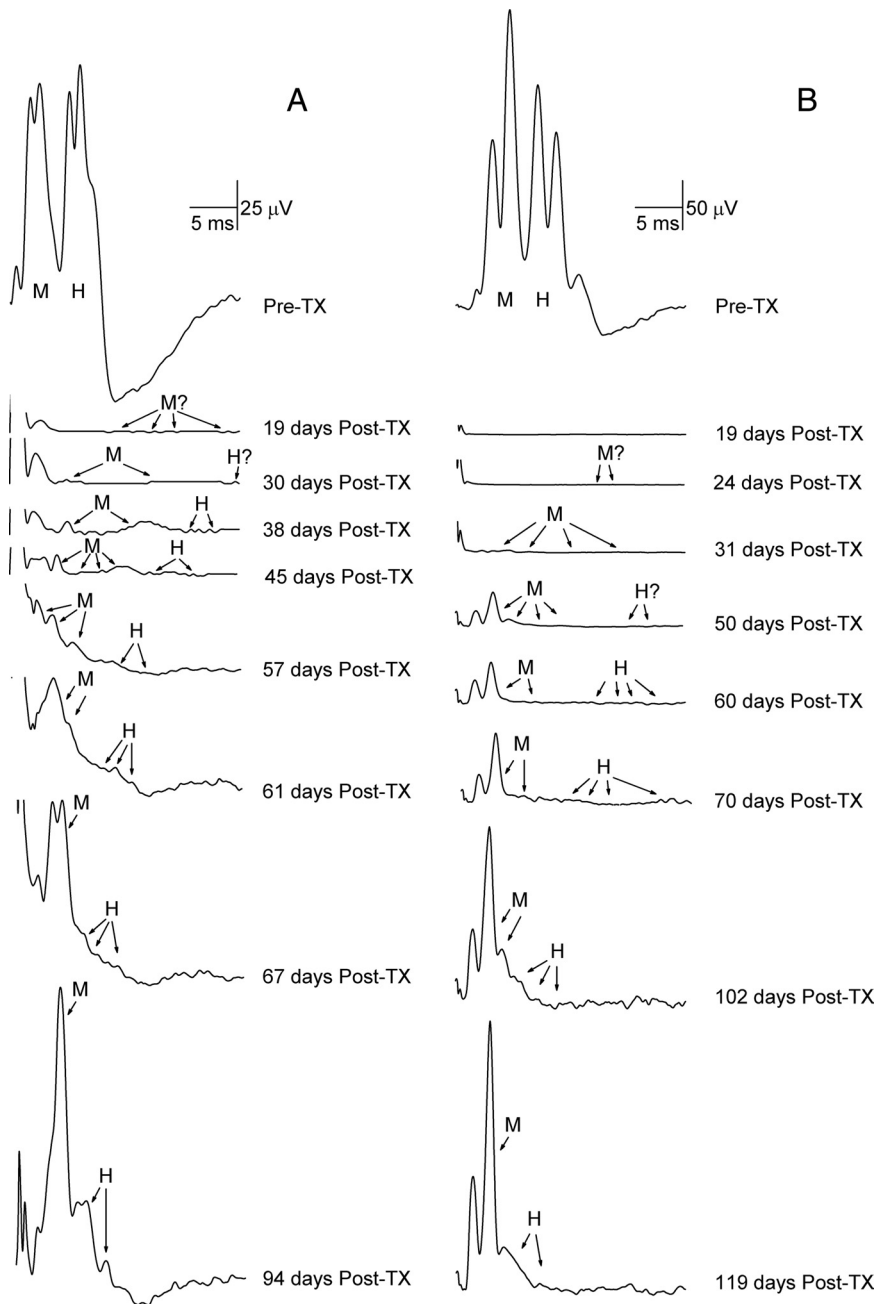 A
25 μV
5 ms
M H
Pre-TX
M?
19 days Post-TX
M
H?
30 days Post-TX
M
H
38 days Post-TX
M
H
45 days Post-TX
M
H
57 days Post-TX
M
H
61 days Post-TX
M
H
67 days Post-TX
M
H
94 days Post-TX
B
50 μV
5 ms
M H
Pre-TX
19 days Post-TX
M?
24 days Post-TX
M
31 days Post-TX
M
H?
50 days Post-TX
M
H
60 days Post-TX
M
H
70 days Post-TX
M
H
102 days Post-TX
M
H
119 days Post-TX